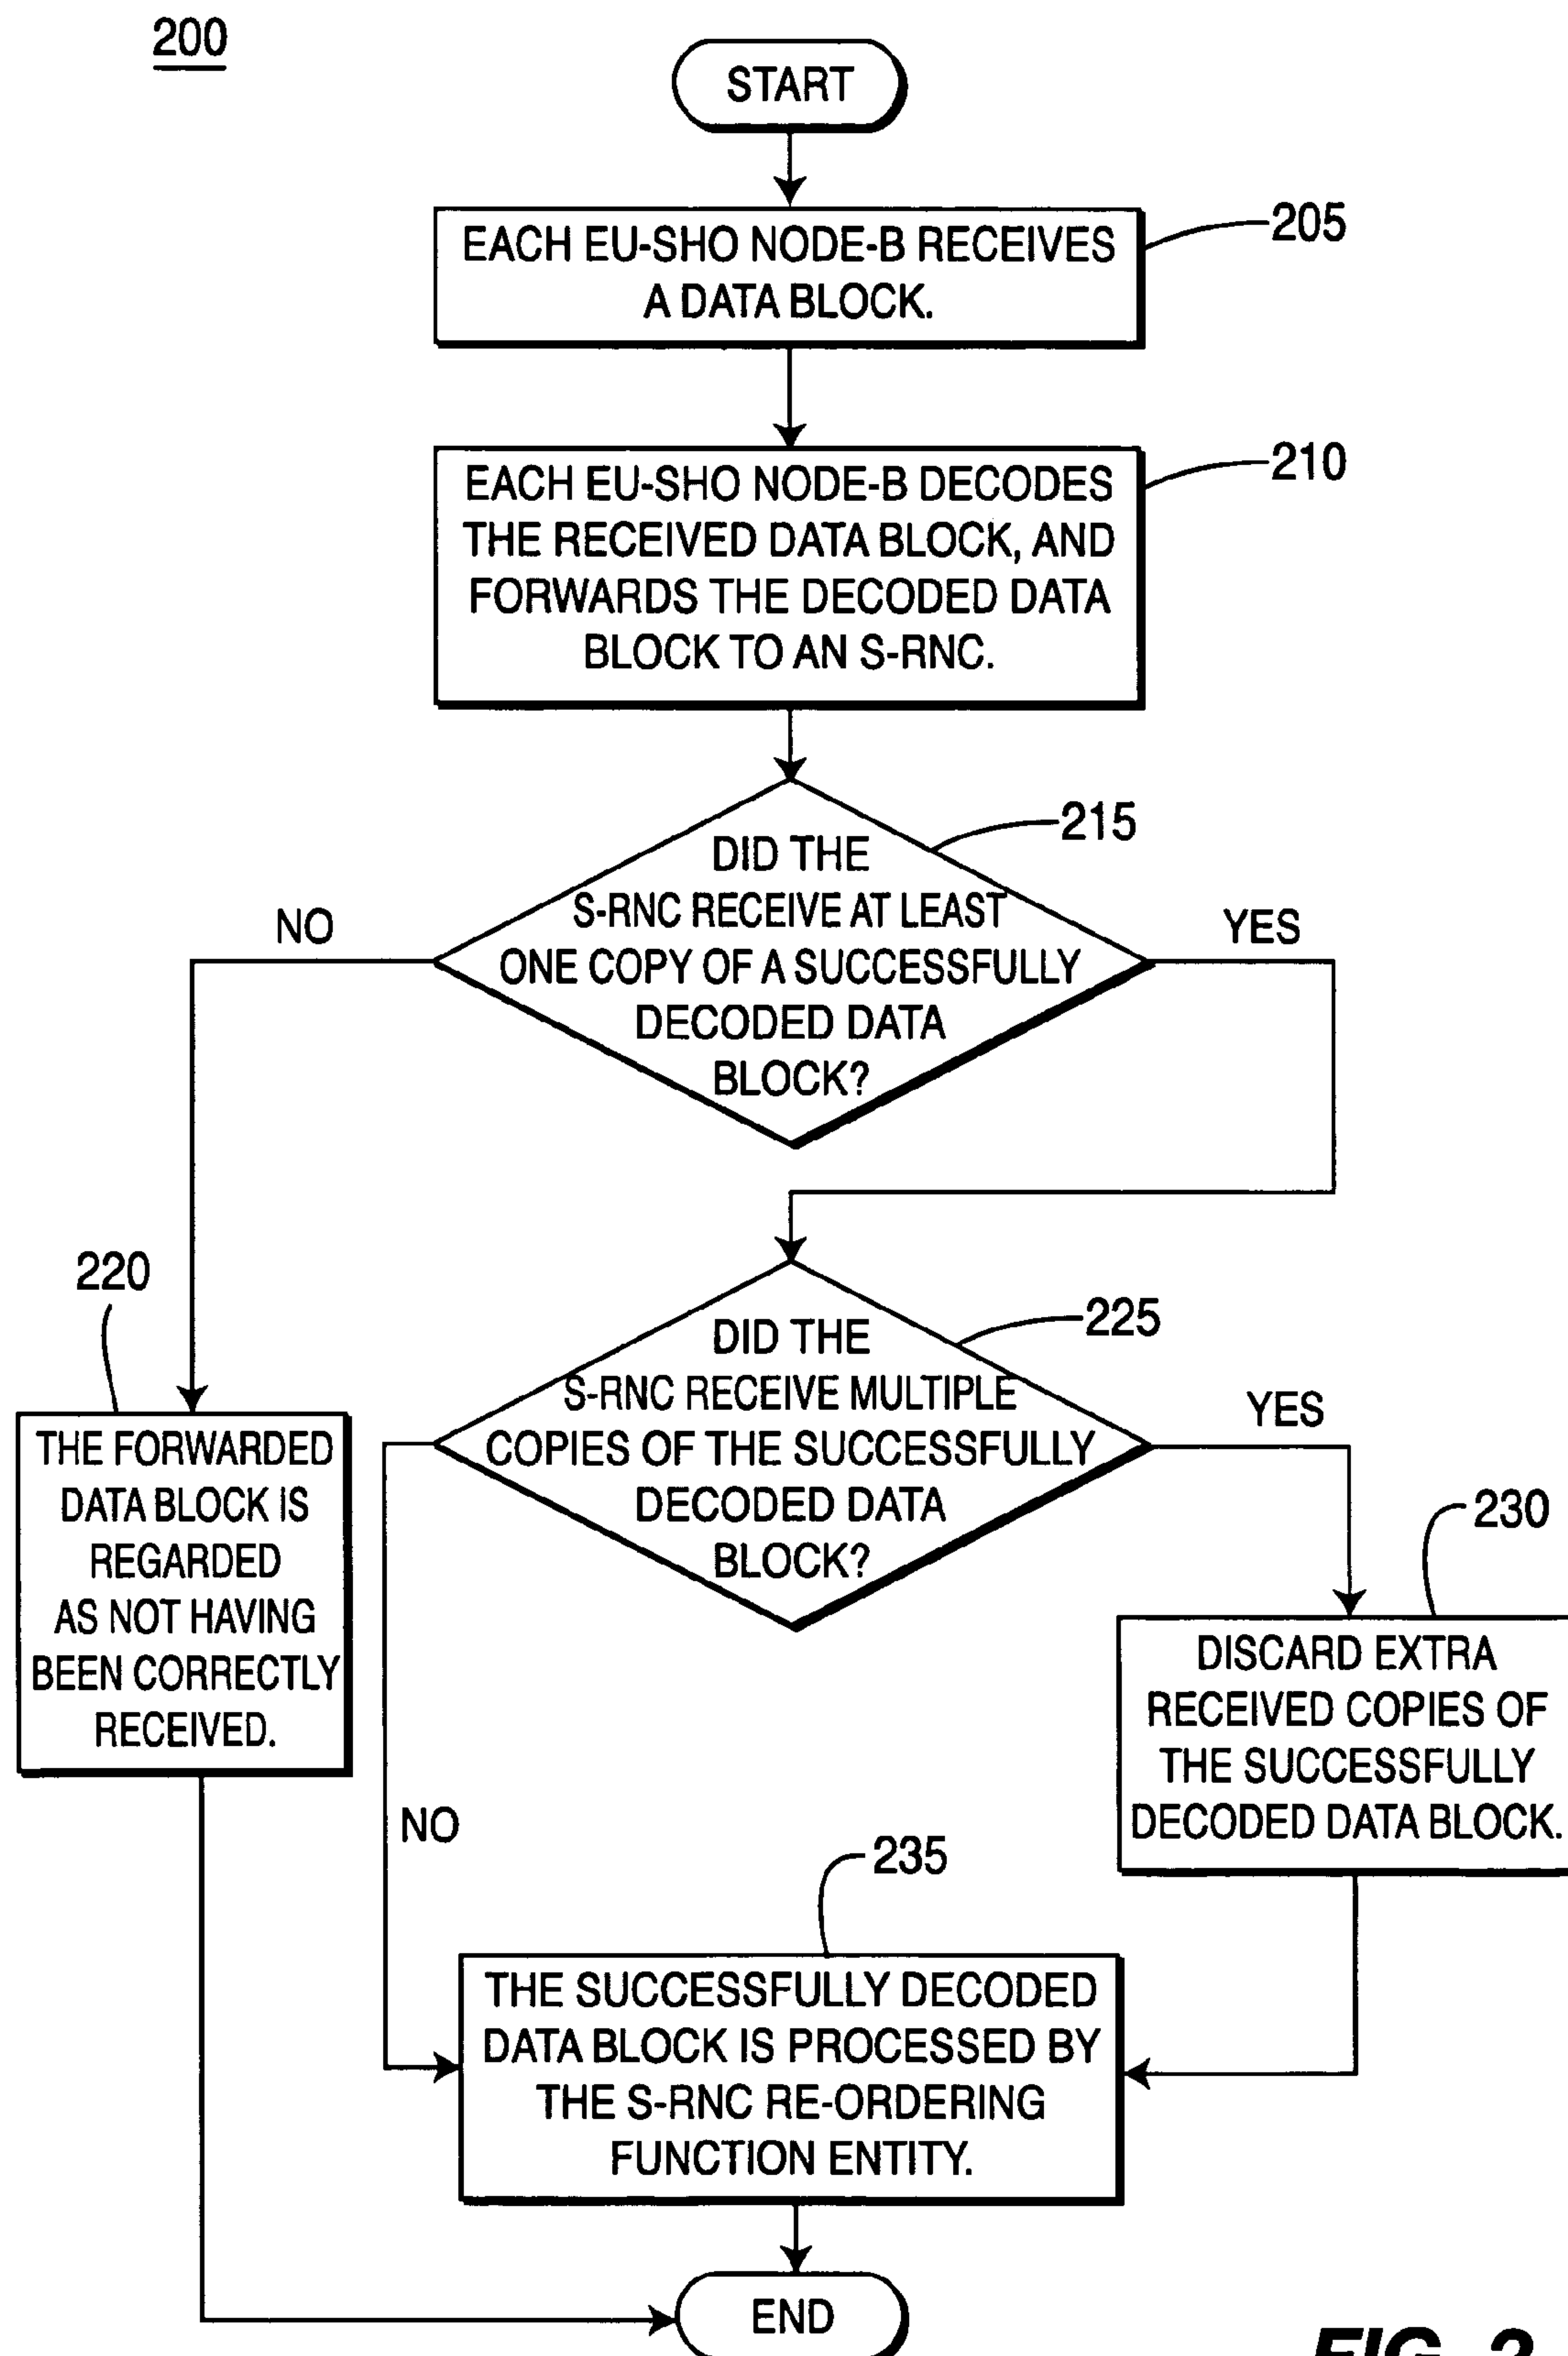 200
START
EACH EU-SHO NODE-B RECEIVES
A DATA BLOCK.
205
EACH EU-SHO NODE-B DECODES
THE RECEIVED DATA BLOCK, AND
FORWARDS THE DECODED DATA
BLOCK TO AN S-RNC.
210
DID THE
S-RNC RECEIVE AT LEAST
ONE COPY OF A SUCCESSFULLY
DECODED DATA
BLOCK?
215
NO
YES
220
THE FORWARDED
DATA BLOCK IS
REGARDED
AS NOT HAVING
BEEN CORRECTLY
RECEIVED.
DID THE
S-RNC RECEIVE MULTIPLE
COPIES OF THE SUCCESSFULLY
DECODED DATA
BLOCK?
225
YES
230
DISCARD EXTRA
RECEIVED COPIES OF
THE SUCCESSFULLY
DECODED DATA BLOCK.
NO
235
THE SUCCESSFULLY DECODED
DATA BLOCK IS PROCESSED BY
THE S-RNC RE-ORDERING
FUNCTION ENTITY.
END
FIG. 2